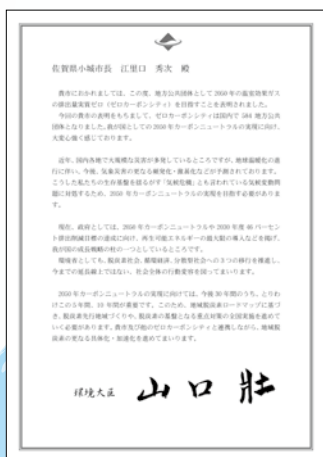 佐賀県小城市長 江里口 秀次 殿
貴市におかれましては、この度、地方公共団体として 2050 年の温室効果ガス
の排出量実質ゼロ（ゼロカーボンシティ）を目指すことを表明されました。
今回の貴市の表明をもちまして、ゼロカーボンシティは国内で 584 地方公共
団体となりました。我が国としての 2050 年カーボンニュートラルの実現に向け、
大変心強く感じております。
近年、国内各地で大規模な災害が多発しているところですが、地球温暖化の進
行に伴い、今後、気象災害の更なる頻発化・激甚化などが予測されております。
こうした私たちの生存基盤を揺るがす「気候危機」とも言われている気候変動問
題に対処するため、2050 年カーボンニュートラルの実現を目指す必要がありま
す。
現在、政府としては、2050 年カーボンニュートラルや 2030 年度 46 パーセン
ト排出削減目標の達成に向け、再生可能エネルギーの最大限の導入などを掲げ、
我が国の成長戦略の柱の一つとしているところです。
環境省としても、脱炭素社会、循環経済、分散型社会への３つの移行を推進し、
今までの延長線上ではない、社会全体の行動変容を図ってまいります。
2050 年カーボンニュートラルの実現に向けては、今後 30 年間のうち、とりわ
けこの５年間、10 年間が重要です。このため、地域脱炭素ロードマップに基づ
き、脱炭素先行地域づくりや、脱炭素の基盤となる重点対策の全国実施を進めて
いく必要があります。貴市及び他のゼロカーボンシティと連携しながら、地域脱
炭素の更なる具体化・加速化を進めてまいります。
環境大臣 山口 壯